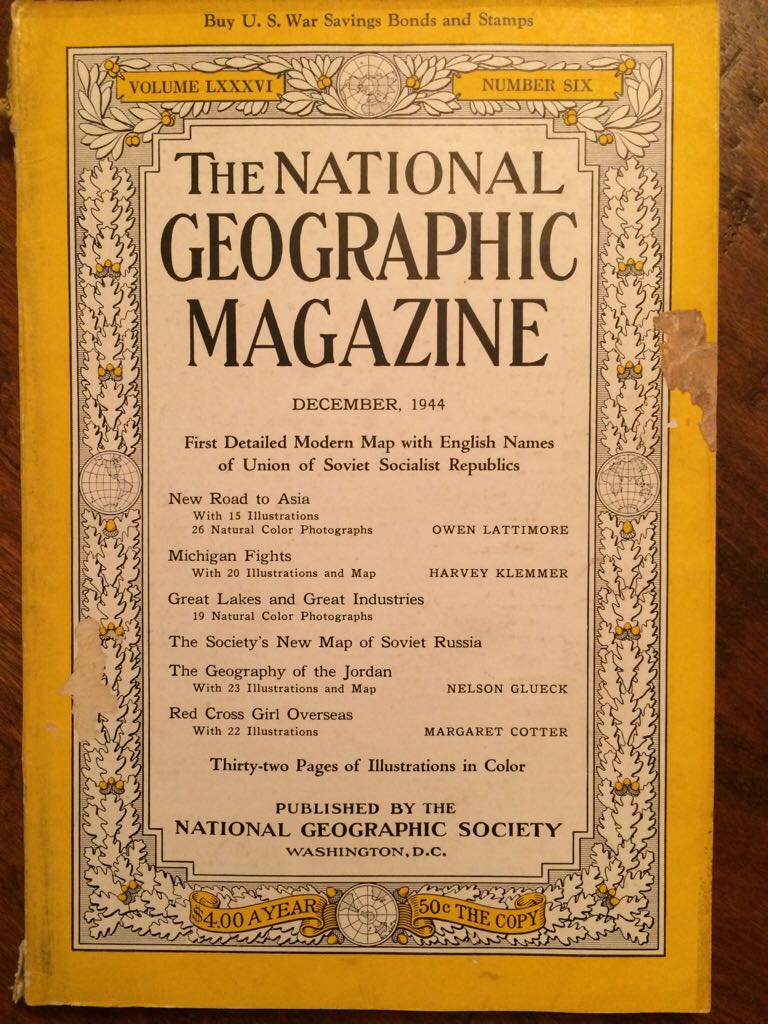 Buy U. S. War Savings Bonds and Stamps
VOLUME LXXXVI NUMBER SIX
THE NATIONAL
GEOGRAPHIC
MAGAZINE
DECEMBER, 1944
First Detailed Modern Map with English Names
of Union of Soviet Socialist Republics
New Road to Asia
With 15 Illustrations
26 Natural Color Photographs OWEN LATTIMORE
Michigan Fights
With 20 Illustrations and Map HARVEY KLEMMER
Great Lakes and Great Industries
19 Natural Color Photographs
The Society's New Map of Soviet Russia
The Geography of the Jordan
With 23 Illustrations and Map NELSON GLUECK
Red Cross Girl Overseas
With 22 Illustrations MARGARET COTTER
Thirty-two Pages of Illustrations in Color
PUBLISHED BY THE
NATIONAL GEOGRAPHIC SOCIETY
WASHINGTON, D.C.
$4.00 A YEAR 50c THE COPY